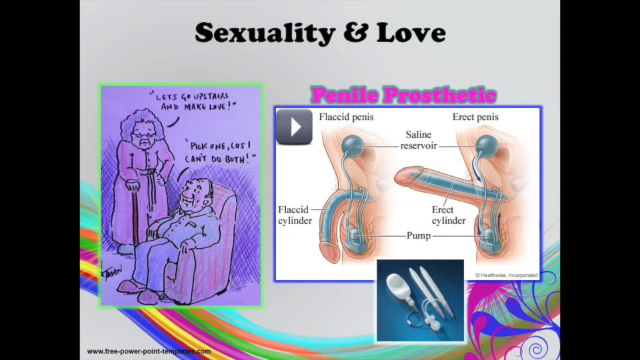 Sexuality & Love
"LETS GO UPSTAIRS
AND MAKE LOVE!"
"PICK ONE, COS I
CAN'T DO BOTH!"
Penile Prosthetic
Flaccid penis
Erect penis
Saline
reservoir
Flaccid
cylinder
Erect
cylinder
Pump
© Healthwise, Incorporated
www.free-power-point-templates.com